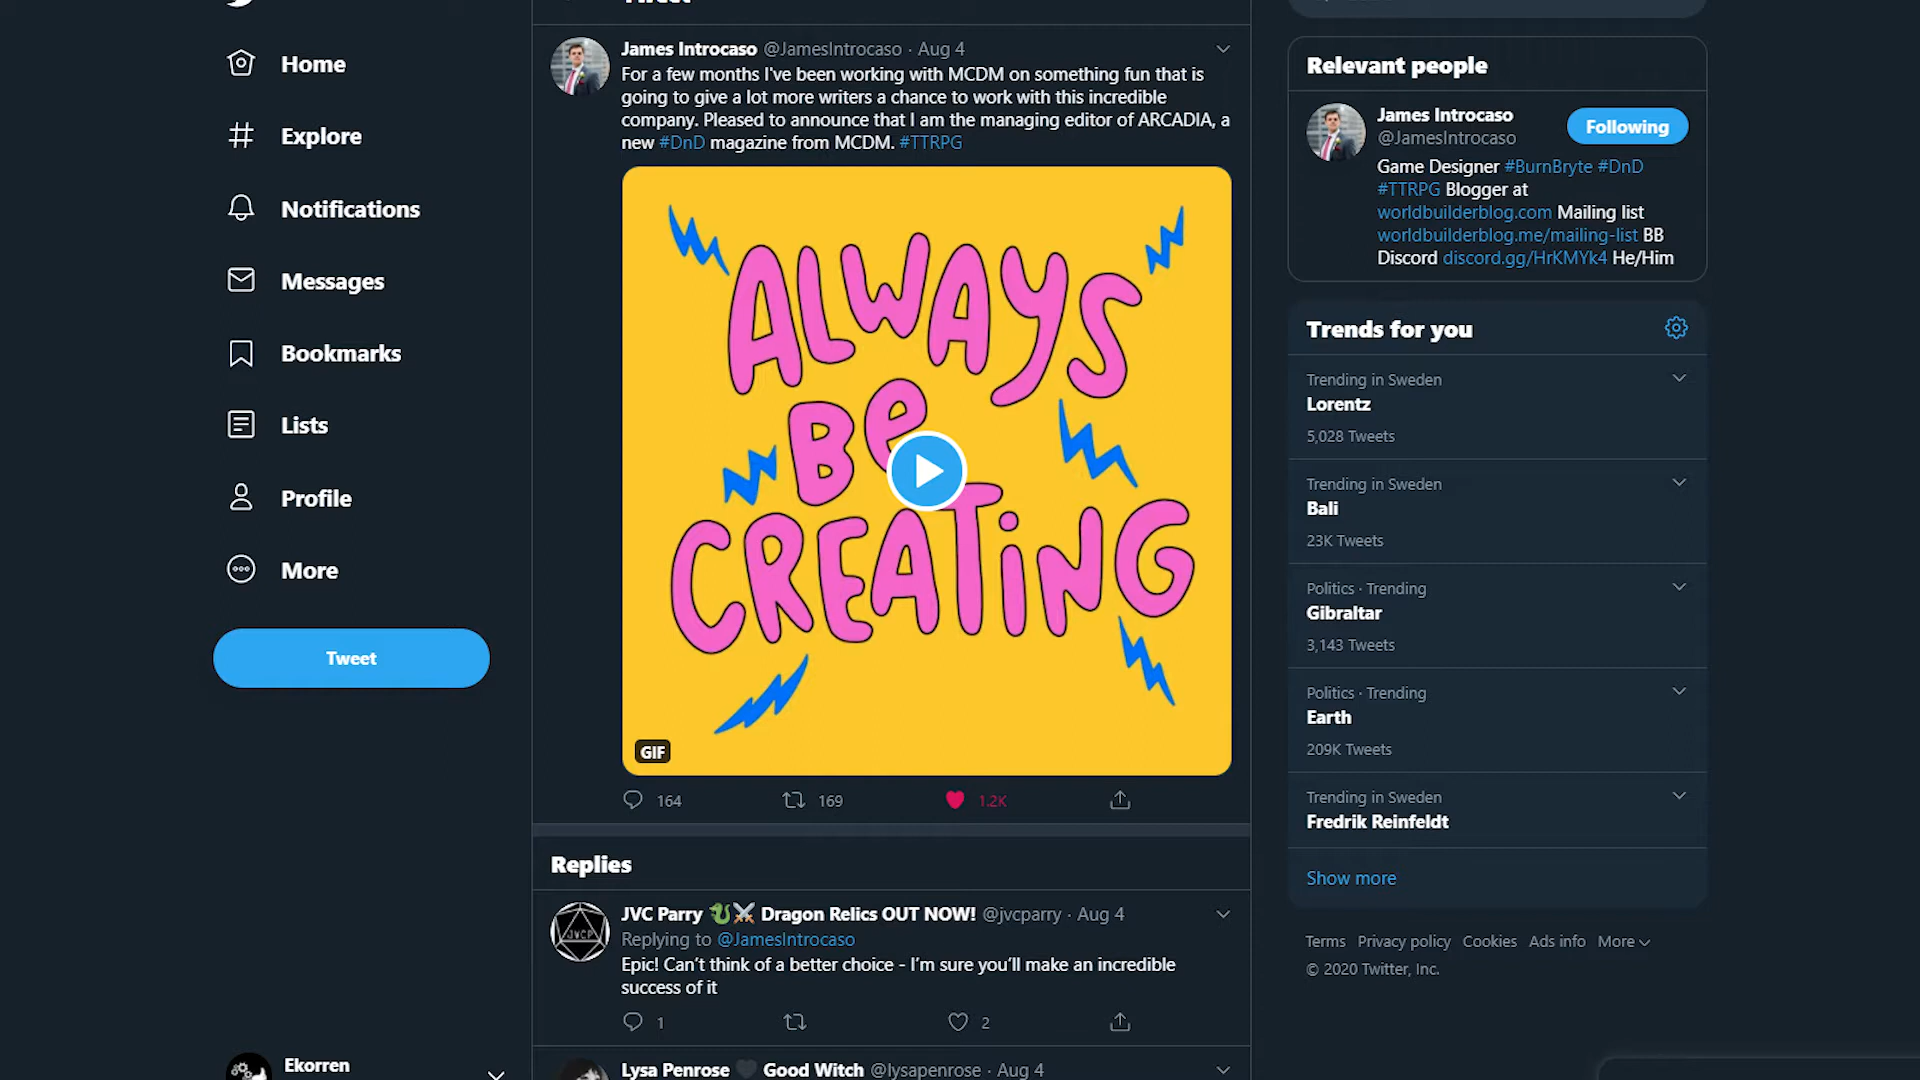 Home
Explore
Notifications
Messages
Bookmarks
Lists
Profile
More
Tweet
Ekorren
Tweet
James Introcaso @JamesIntrocaso · Aug 4
For a few months I've been working with MCDM on something fun that is
going to give a lot more writers a chance to work with this incredible
company. Pleased to announce that I am the managing editor of ARCADIA, a
new #DnD magazine from MCDM. #TTRPG
ALWAYS
Be
CREATiNG
GIF
164 169 1.2K
Replies
JVC Parry 🐉⚔️ Dragon Relics OUT NOW! @jvcparry · Aug 4
JVCP
Replying to @JamesIntrocaso
Epic! Can’t think of a better choice - I’m sure you’ll make an incredible
success of it
1 2
Lysa Penrose 🖤 Good Witch @lysapenrose · Aug 4
Relevant people
James Introcaso
@JamesIntrocaso
Following
Game Designer #BurnBryte #DnD
#TTRPG Blogger at
worldbuilderblog.com Mailing list
worldbuilderblog.me/mailing-list BB
Discord discord.gg/HrKMYk4 He/Him
Trends for you
Trending in Sweden
Lorentz
5,028 Tweets
Trending in Sweden
Bali
23K Tweets
Politics · Trending
Gibraltar
3,143 Tweets
Politics · Trending
Earth
209K Tweets
Trending in Sweden
Fredrik Reinfeldt
Show more
Terms Privacy policy Cookies Ads info More
© 2020 Twitter, Inc.